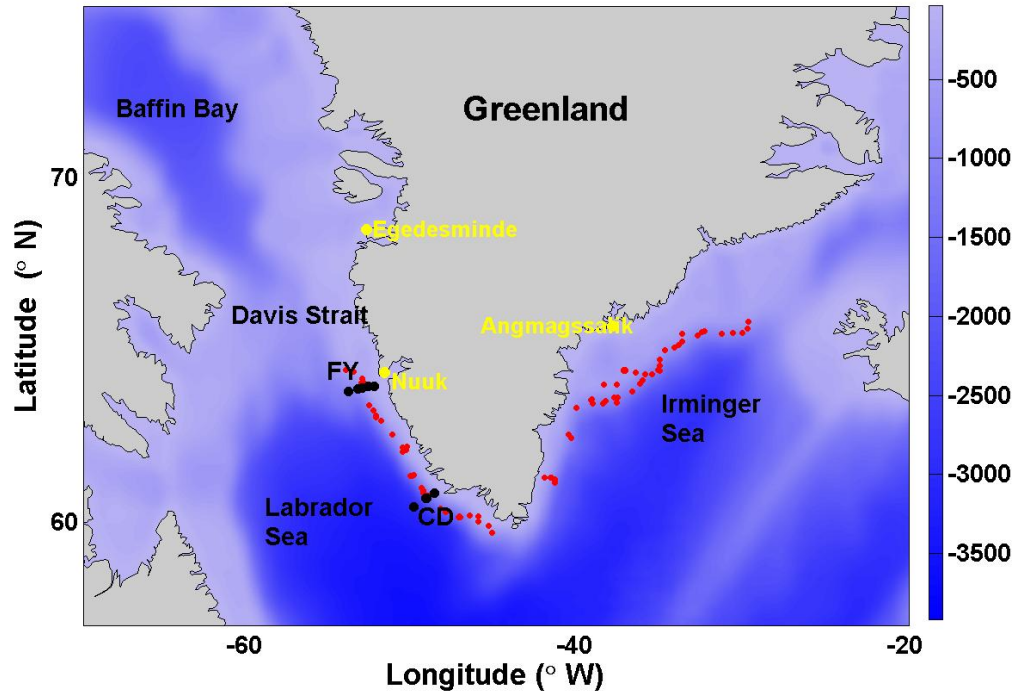 Baffin Bay
Greenland
-500
-1000
70
Egedesminde
-1500
Davis Strait
Angmagssalik
-2000
FY
Nuuk
Irminger
Sea
-2500
-3000
Labrador
Sea
CD
60
-3500
-60
-40
-20
Latitude (° N)
Longitude (° W)